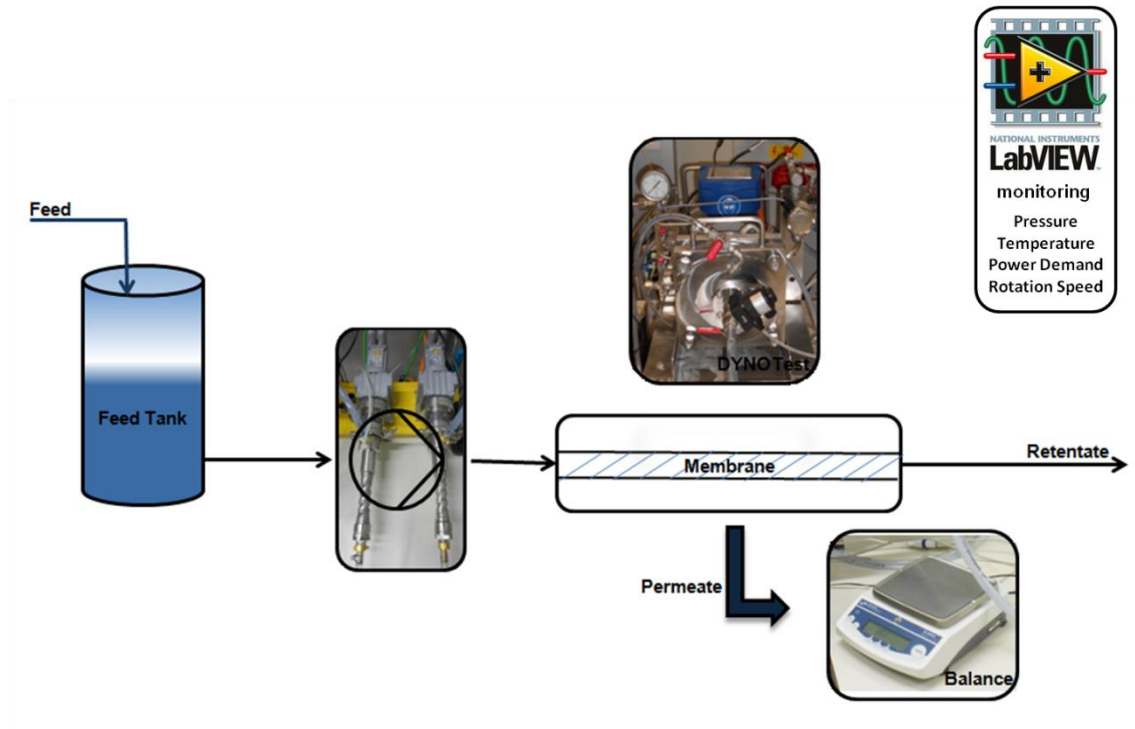 NATIONAL INSTRUMENTS
LabVIEW
monitoring
Pressure
Temperature
Power Demand
Rotation Speed
Feed
DYNOTest
Feed Tank
Membrane
Retentate
Permeate
Balance